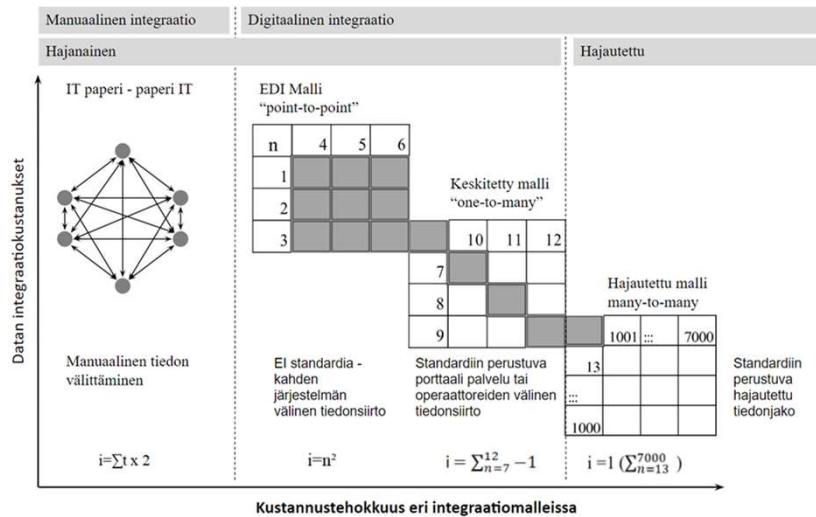 Manuaalinen integraatio
Digitaalinen integraatio
Hajanainen
Hajautettu
IT paperi - paperi IT
EDI Malli
“point-to-point”
n 4 5 6
1
2
3
Keskitetty malli
“one-to-many”
10 11 12
7
8
9
Hajautettu malli
many-to-many
1001 ::: 7000
13
:::
1000
Datan integraatiokustanukset
Manuaalinen tiedon
välittäminen
Ei standardia -
kahden
järjestelmän
välinen tiedonsiirto
Standardiin perustuva
porttaali palvelu tai
operaattoreiden välinen
tiedonsiirto
Standardiin
perustuva
hajautettu
tiedonjako
i=∑t x 2
i=n²
i = ∑_{n=7}^{12} −1
i =1 (∑_{n=13}^{7000} )
Kustannustehokkuus eri integraatiomalleissa